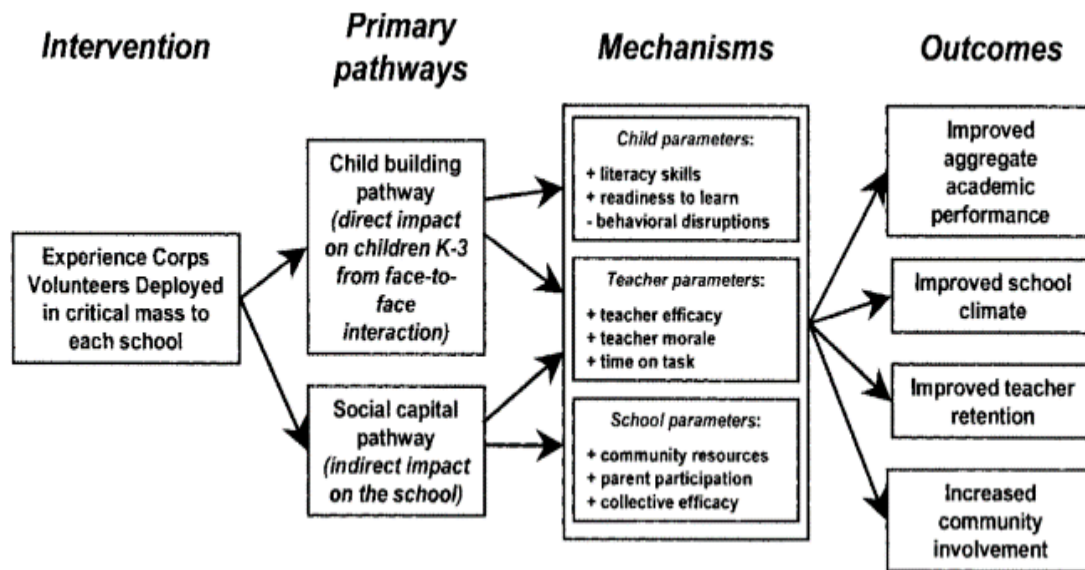 Intervention
Primary
pathways
Mechanisms
Outcomes
Experience Corps
Volunteers Deployed
in critical mass to
each school
Child building
pathway
(direct impact
on children K-3
from face-to-
face
interaction)
Social capital
pathway
(indirect impact
on the school)
Child parameters:
+ literacy skills
+ readiness to learn
- behavioral disruptions
Teacher parameters:
+ teacher efficacy
+ teacher morale
+ time on task
School parameters:
+ community resources
+ parent participation
+ collective efficacy
Improved
aggregate
academic
performance
Improved school
climate
Improved teacher
retention
Increased
community
involvement